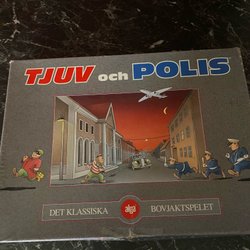 TJUV och POLIS
DET KLASSISKA alga BOVJAKTSPELET